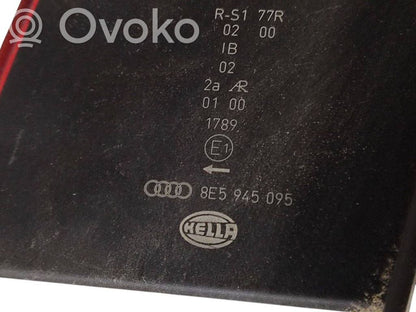 R-S1 77R
02 00
IB
02
2a AR
01 00
1789
E1
8E5 945 095
HELLA
Ovoko